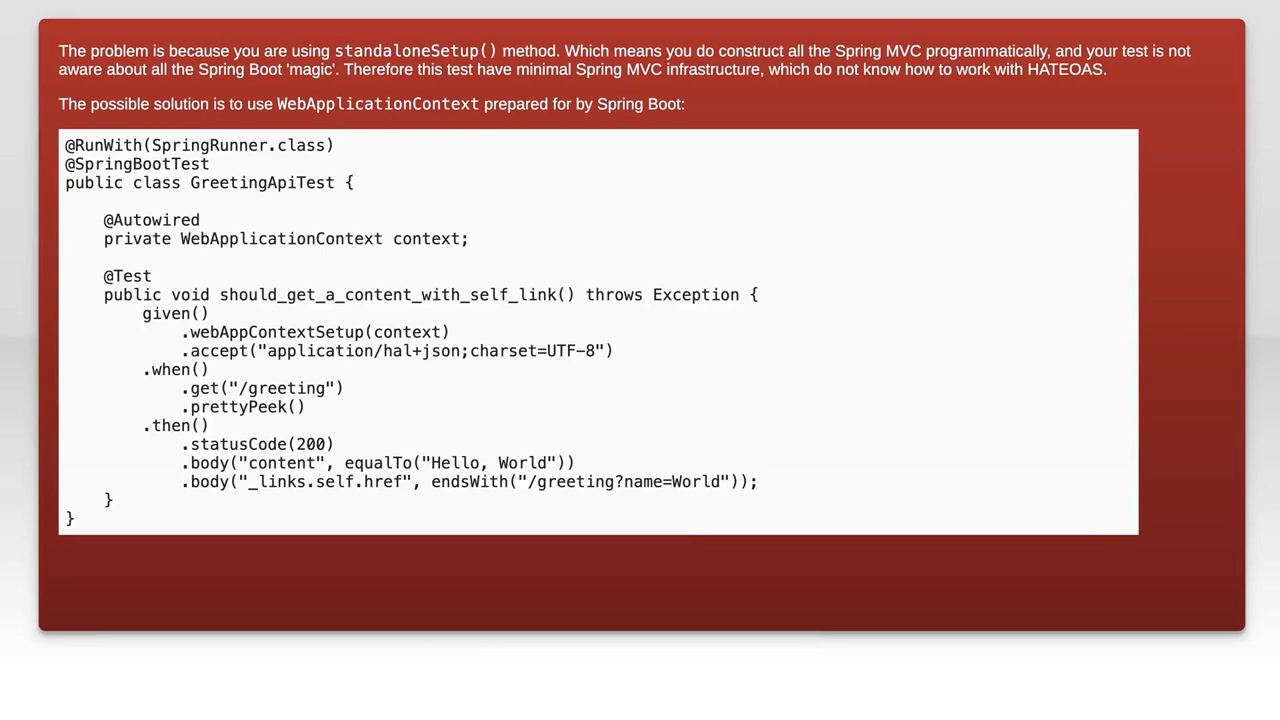 The problem is because you are using standaloneSetup() method. Which means you do construct all the Spring MVC programmatically, and your test is not
aware about all the Spring Boot 'magic'. Therefore this test have minimal Spring MVC infrastructure, which do not know how to work with HATEOAS.
The possible solution is to use WebApplicationContext prepared for by Spring Boot:
@RunWith(SpringRunner.class)
@SpringBootTest
public class GreetingApiTest {
    @Autowired
    private WebApplicationContext context;
    @Test
    public void should_get_a_content_with_self_link() throws Exception {
        given()
            .webAppContextSetup(context)
            .accept("application/hal+json;charset=UTF-8")
        .when()
            .get("/greeting")
            .prettyPeek()
        .then()
            .statusCode(200)
            .body("content", equalTo("Hello, World"))
            .body("_links.self.href", endsWith("/greeting?name=World"));
    }
}